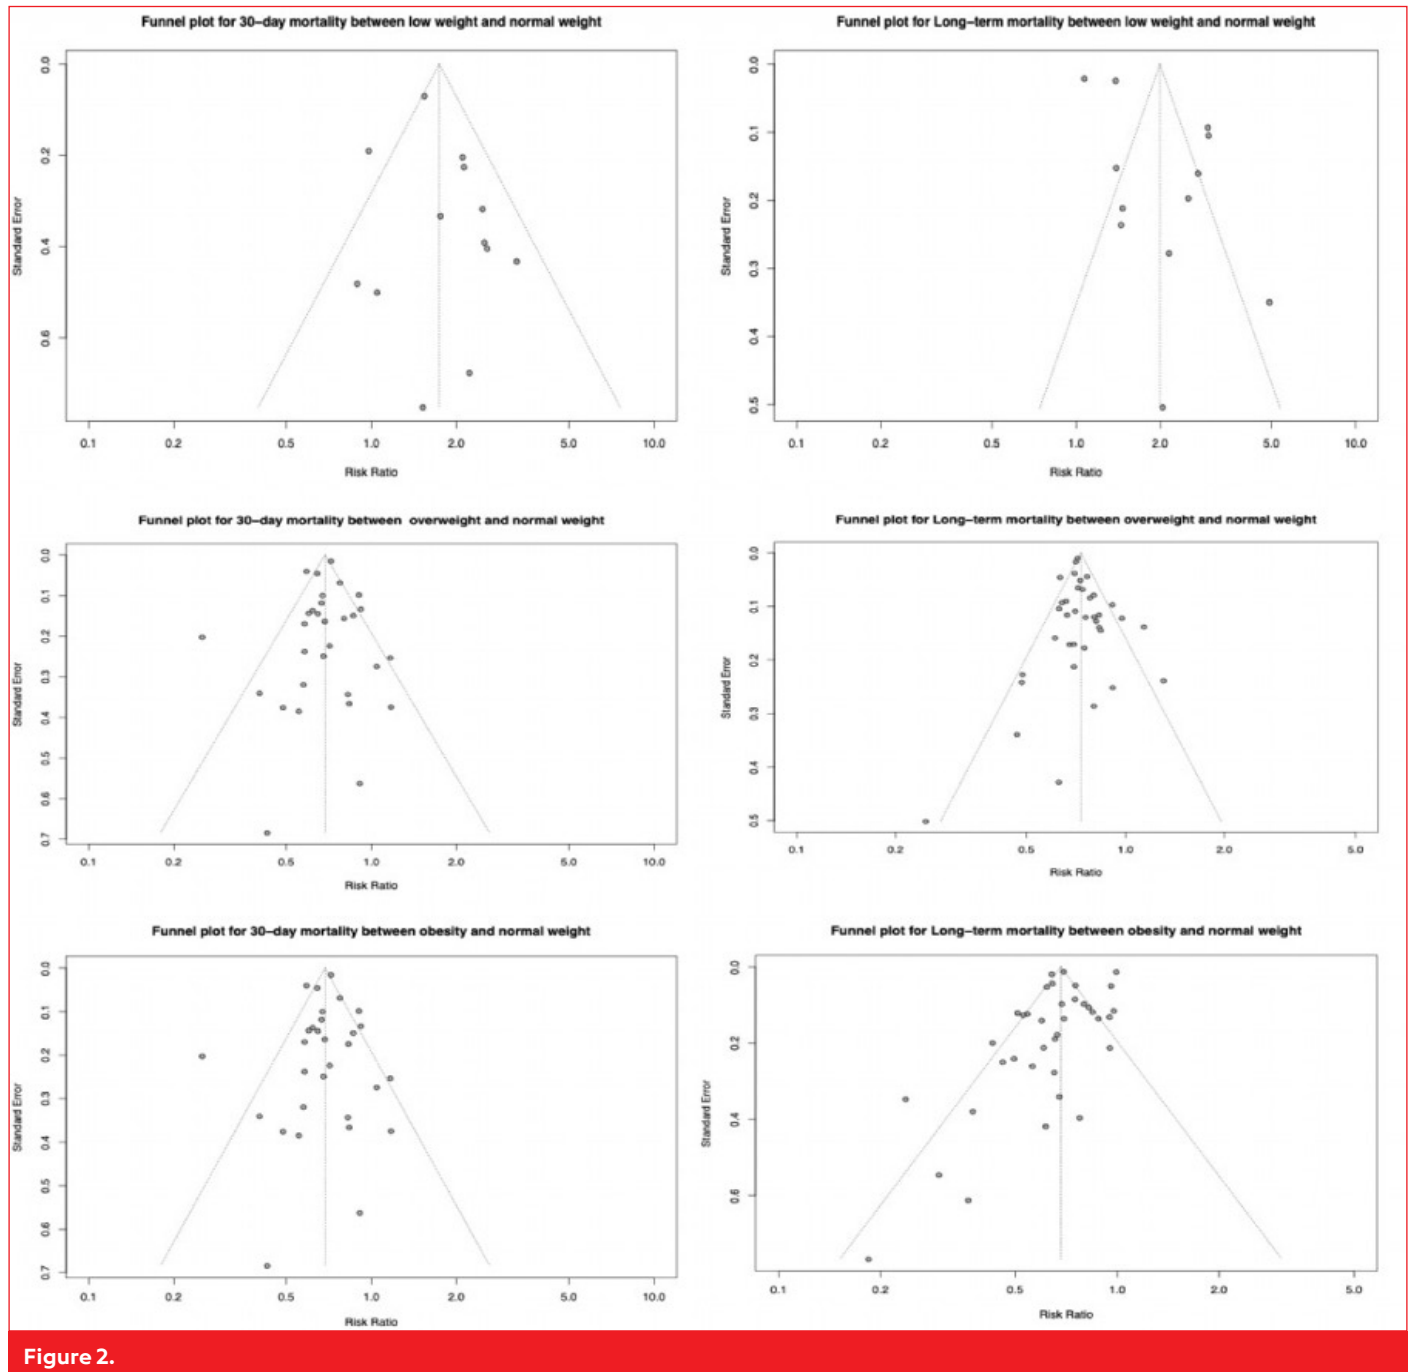 Funnel plot for 30–day mortality between low weight and normal weight
0.0
0.2
0.4
0.6
Standard Error
0.1 0.2 0.5 1.0 2.0 5.0 10.0
Risk Ratio
Funnel plot for Long–term mortality between low weight and normal weight
0.0
0.1
0.2
0.3
0.4
0.5
Standard Error
0.1 0.2 0.5 1.0 2.0 5.0 10.0
Risk Ratio
Funnel plot for 30–day mortality between overweight and normal weight
0.0
0.1
0.2
0.3
0.4
0.5
0.6
0.7
Standard Error
0.1 0.2 0.5 1.0 2.0 5.0 10.0
Risk Ratio
Funnel plot for Long–term mortality between overweight and normal weight
0.0
0.1
0.2
0.3
0.4
0.5
Standard Error
0.1 0.5 1.0 2.0 5.0
Risk Ratio
Funnel plot for 30–day mortality between obesity and normal weight
0.0
0.1
0.2
0.3
0.4
0.5
0.6
0.7
Standard Error
0.1 0.2 0.5 1.0 2.0 5.0 10.0
Risk Ratio
Funnel plot for Long–term mortality between obesity and normal weight
0.0
0.2
0.4
0.6
Standard Error
0.1 0.2 0.5 1.0 2.0 5.0
Risk Ratio
Figure 2.